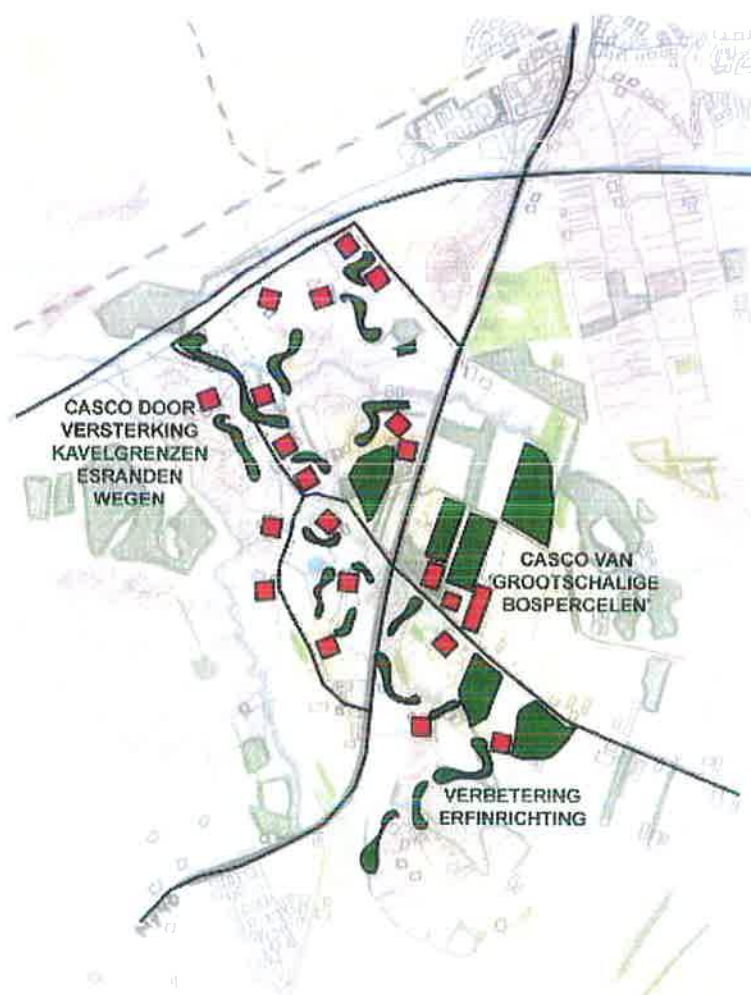 CASCO DOOR
VERSTERKING
KAVELGRENZEN
ESRANDEN
WEGEN
CASCO VAN
'GROOTSCHALIGE
BOSPERCELEN'
VERBETERING
ERFINRICHTING